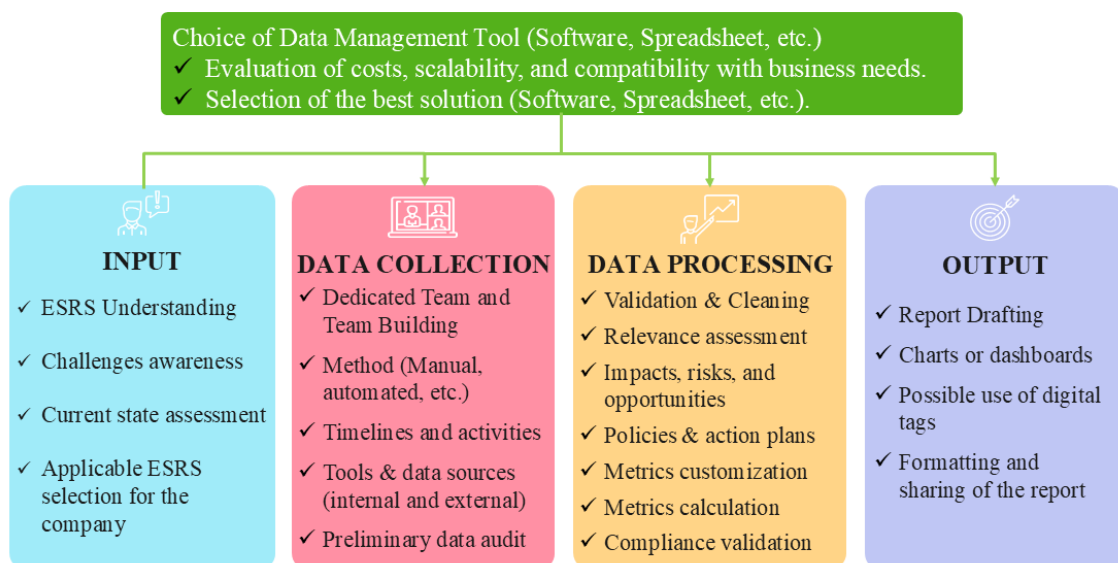 Choice of Data Management Tool (Software, Spreadsheet, etc.)
✓ Evaluation of costs, scalability, and compatibility with business needs.
✓ Selection of the best solution (Software, Spreadsheet, etc.).
INPUT
✓ ESRS Understanding
✓ Challenges awareness
✓ Current state assessment
✓ Applicable ESRS
selection for the
company
DATA COLLECTION
✓ Dedicated Team and
Team Building
✓ Method (Manual,
automated, etc.)
✓ Timelines and activities
✓ Tools & data sources
(internal and external)
✓ Preliminary data audit
DATA PROCESSING
✓ Validation & Cleaning
✓ Relevance assessment
✓ Impacts, risks, and
opportunities
✓ Policies & action plans
✓ Metrics customization
✓ Metrics calculation
✓ Compliance validation
OUTPUT
✓ Report Drafting
✓ Charts or dashboards
✓ Possible use of digital
tags
✓ Formatting and
sharing of the report